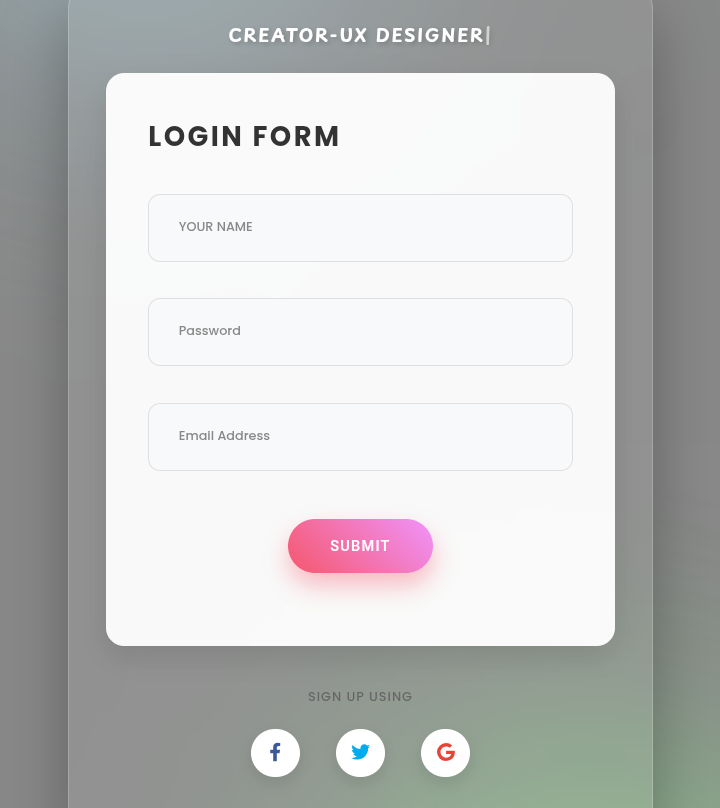 CREATOR-UX DESIGNER|
LOGIN FORM
YOUR NAME
Password
Email Address
SUBMIT
SIGN UP USING